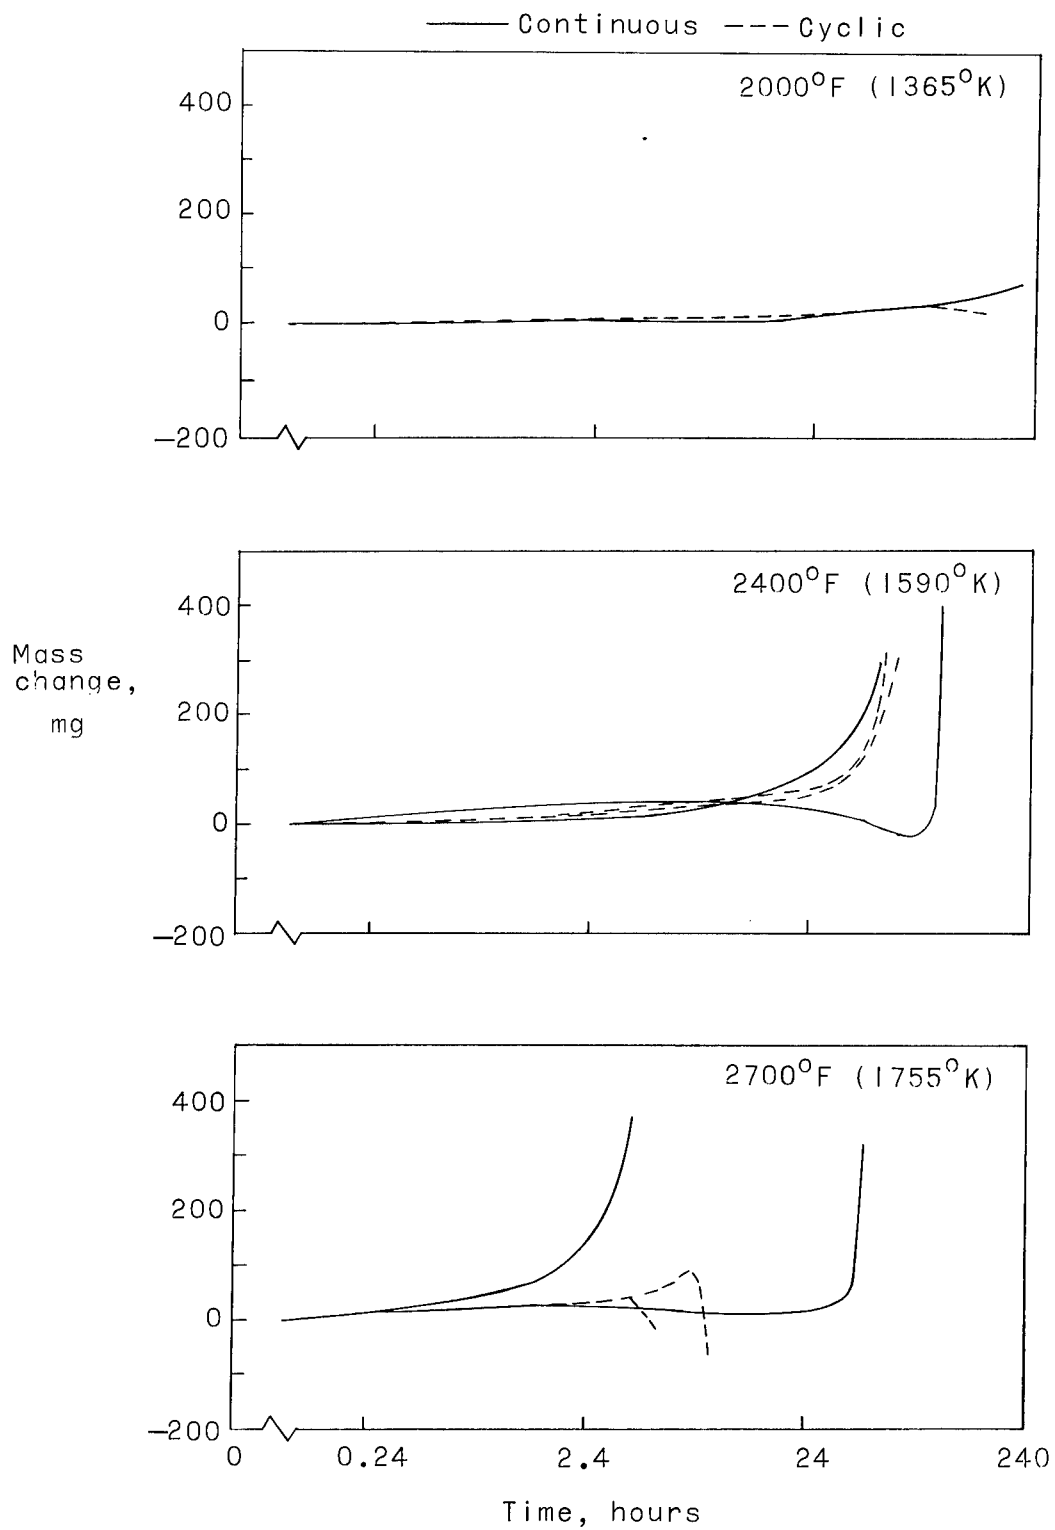 Continuous Cyclic
2000°F (1365°K)
400
200
0
−200
2400°F (1590°K)
400
Mass
change,
mg
200
0
−200
2700°F (1755°K)
400
200
0
−200
0 0.24 2.4 24 240
Time, hours